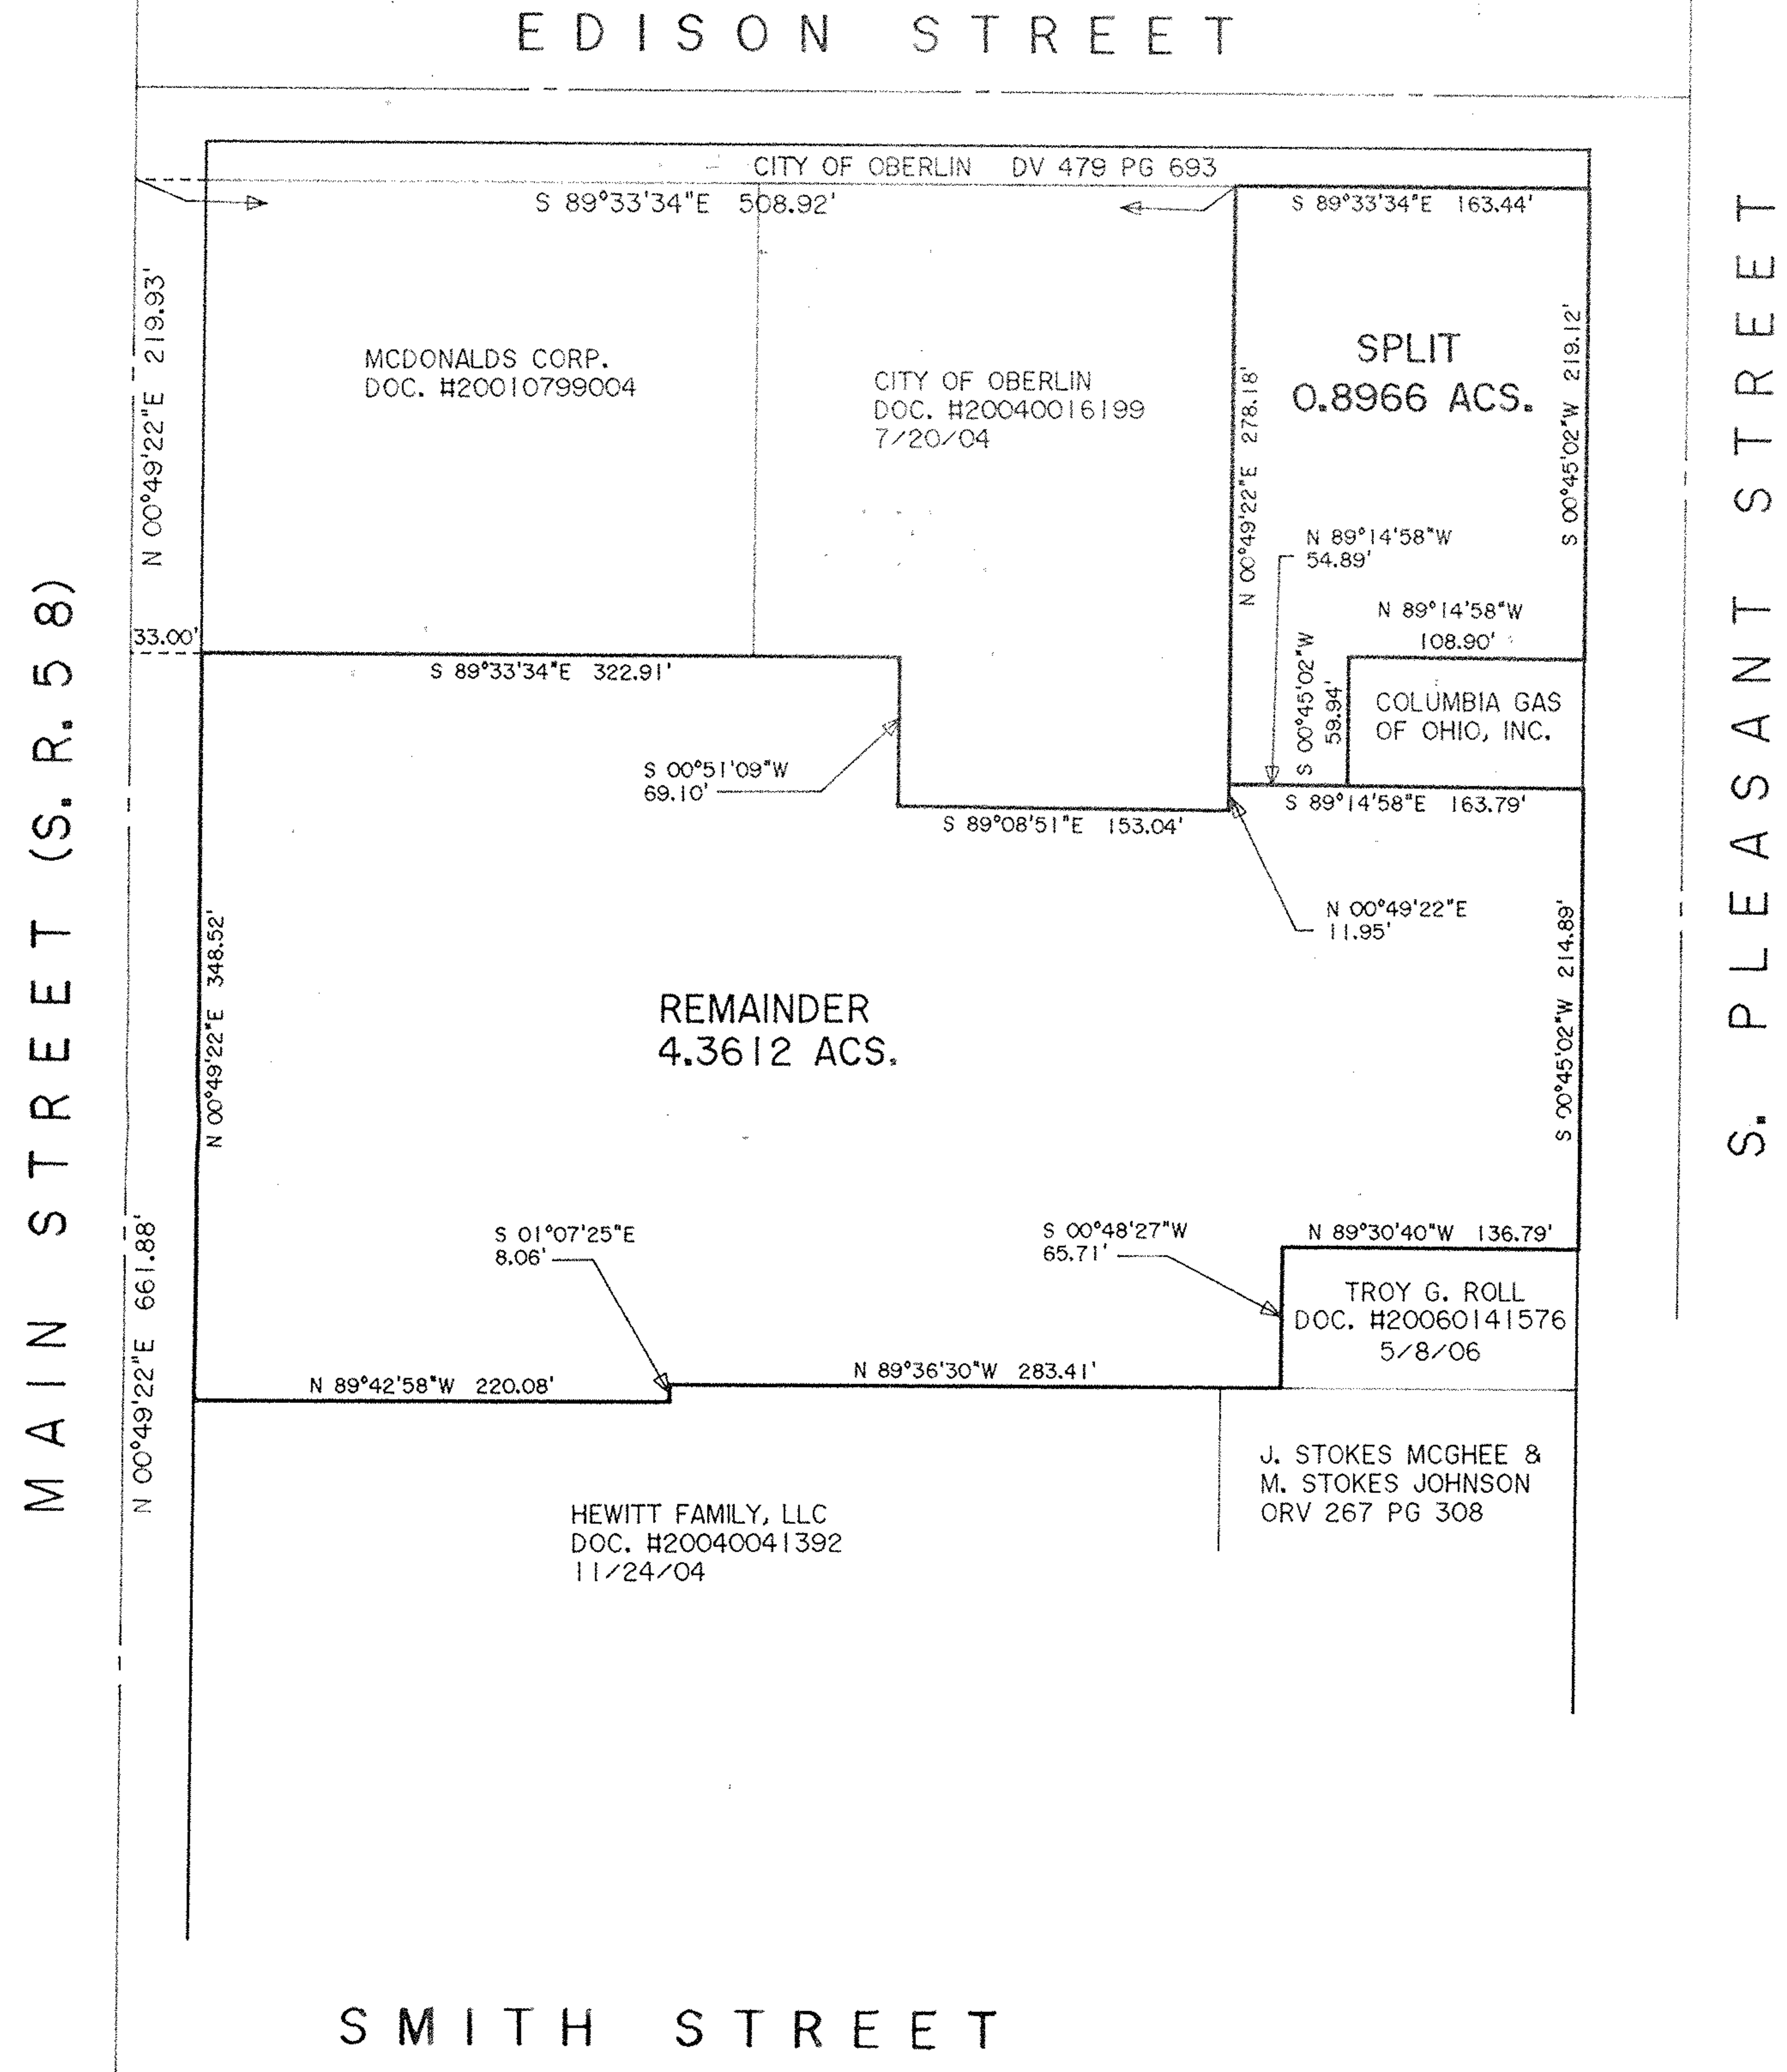 EDISON STREET
CITY OF OBERLIN DV 479 PG 693
S 89°33'34"E 508.92'
S 89°33'34"E 163.44'
N 00°49'22"E 219.93'
MCDONALDS CORP.
DOC. #20010799004
CITY OF OBERLIN
DOC. #20040016199
7/20/04
N 00°49'22"E 278.18'
SPLIT
0.8966 ACS.
S 00°45'02"W 219.12'
N 89°14'58"W
54.89'
N 89°14'58"W
108.90'
S 00°45'02"W
59.94'
COLUMBIA GAS
OF OHIO, INC.
33.00'
S 89°33'34"E 322.91'
S 00°51'09"W
69.10'
S 89°08'51"E 153.04'
S 89°14'58"E 163.79'
N 00°49'22"E
11.95'
MAIN STREET (S.R.58)
S. PLEASANT STREET
N 00°49'22"E 348.52'
REMAINDER
4.3612 ACS.
S 00°45'02"W 214.89'
N 00°49'22"E 661.88'
S 01°07'25"E
8.06'
S 00°48'27"W
65.71'
N 89°30'40"W 136.79'
TROY G. ROLL
DOC. #20060141576
5/8/06
N 89°42'58"W 220.08'
N 89°36'30"W 283.41'
J. STOKES MCGHEE &
M. STOKES JOHNSON
ORV 267 PG 308
HEWITT FAMILY, LLC
DOC. #20040041392
11/24/04
SMITH STREET